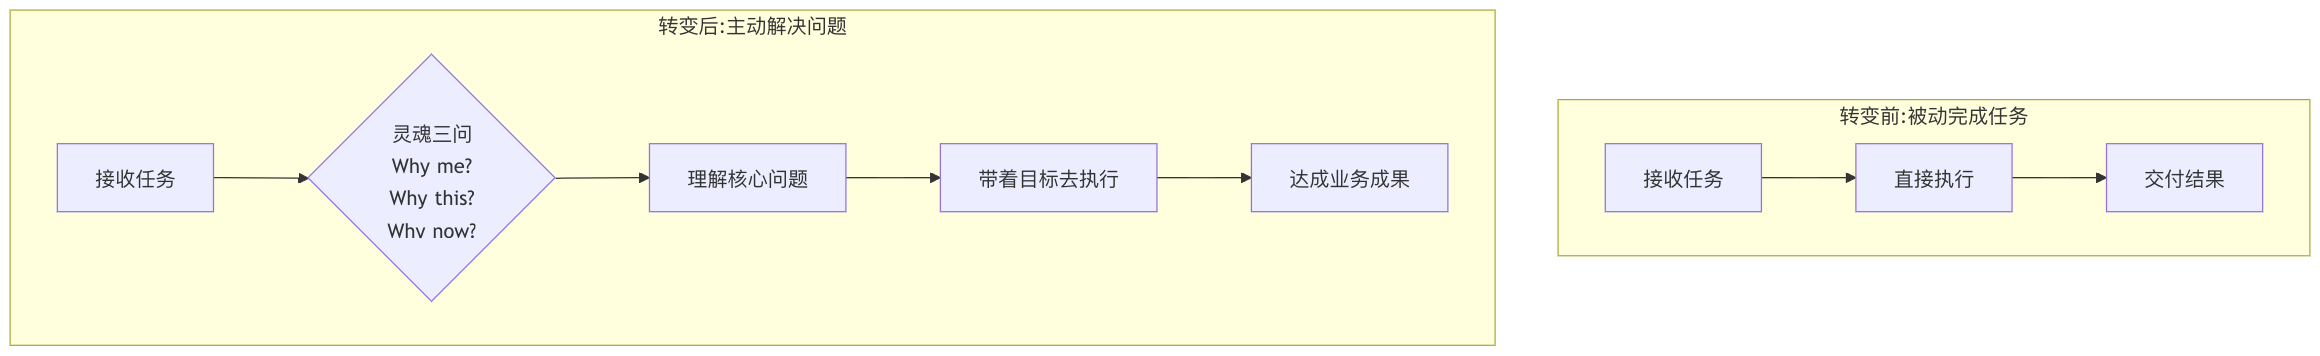 转变后:主动解决问题
接收任务
灵魂三问
Why me?
Why this?
Why now?
理解核心问题
带着目标去执行
达成业务成果
转变前:被动完成任务
接收任务
直接执行
交付结果